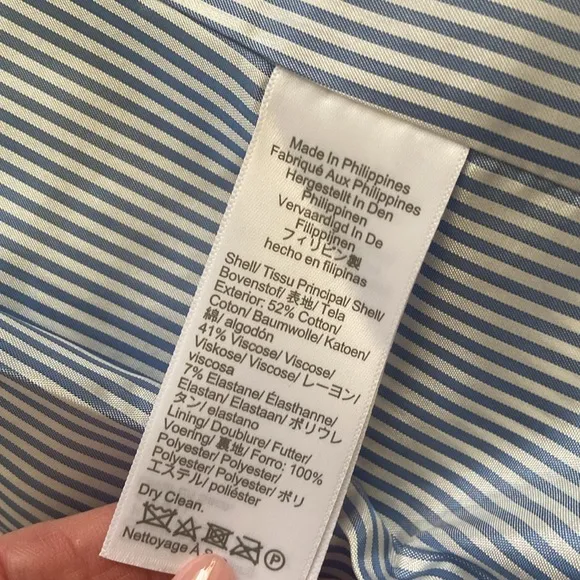 Made In Philippines
Fabriqué Aux Philippines
Hergestellt In Den
Philippinen
Vervaardigd In De
Filippijnen
フィリピン製
hecho en filipinas
Shell/ Tissu Principal/ Shell/
Bovenstof/ 表地/ Tela
Exterior: 52% Cotton/
Coton/ Baumwolle/ Katoen/
綿/ algodón
41% Viscose/ Viscose/
Viskose/ Viscose/ レーヨン/
viscosa
7% Elastane/ Élasthanne/
Elastan/ Elastaan/ ポリウレ
タン/ elastano
Lining/ Doublure/ Futter/
Voering/ 裏地/ Forro: 100%
Polyester/ Polyester/
Polyester/ Polyester/ ポリ
エステル/ poliéster
Dry Clean.
P
Nettoyage À S